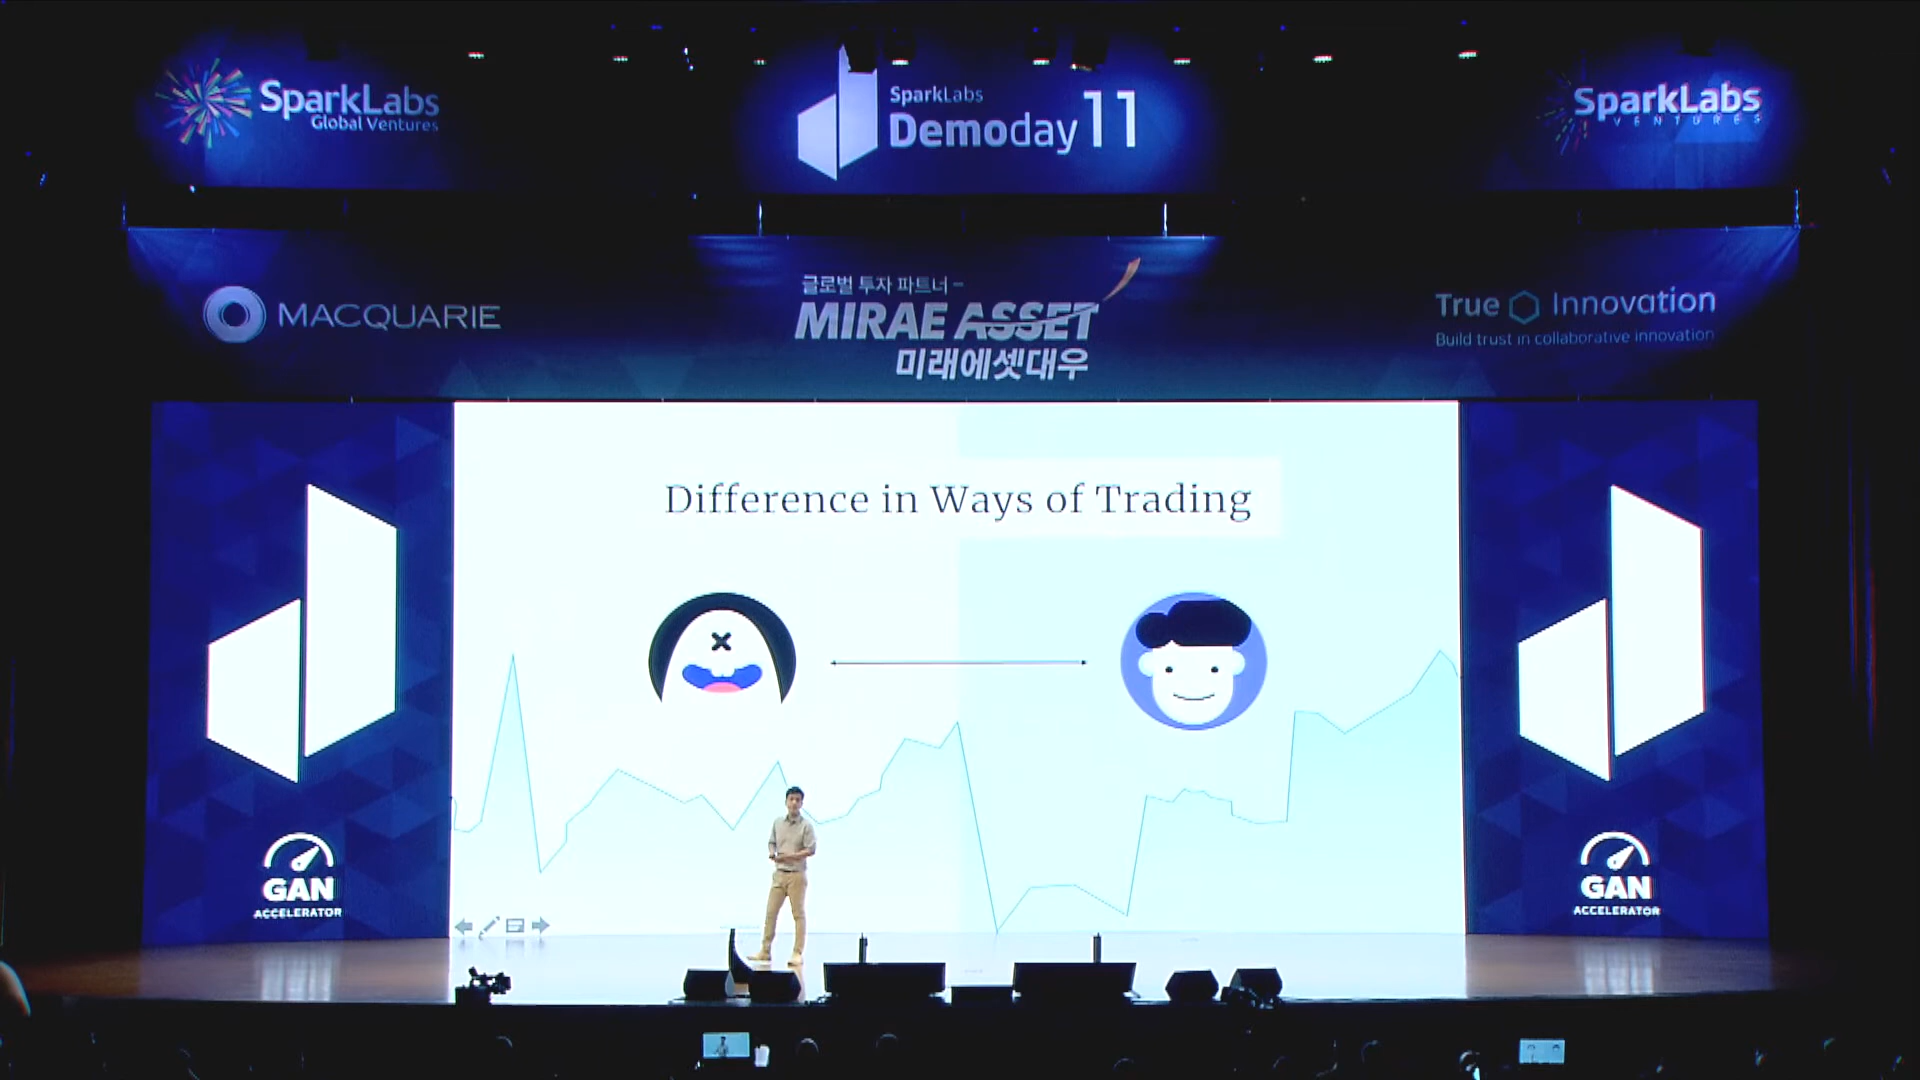 SparkLabs
Global Ventures
SparkLabs
Demoday 11
SparkLabs
VENTURES
MACQUARIE
글로벌 투자 파트너 –
MIRAE ASSET
미래에셋대우
True Innovation
Build trust in collaborative innovation
Difference in Ways of Trading
GAN
ACCELERATOR
GAN
ACCELERATOR